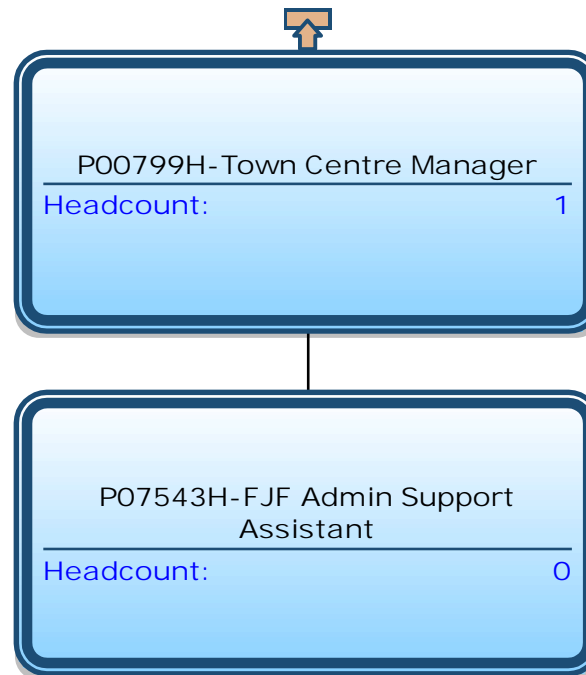 P00799H-Town Centre Manager
Headcount: 1
P07543H-FJF Admin Support
Assistant
Headcount: 0